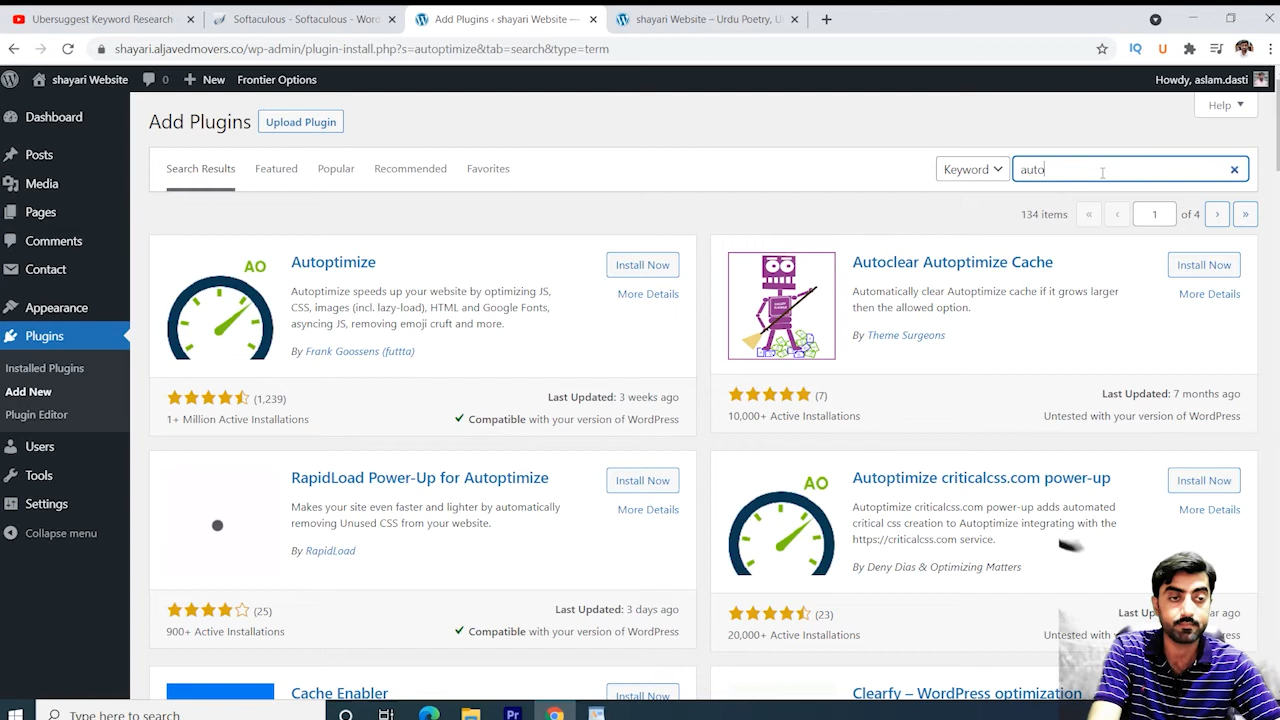 Ubersuggest Keyword Research
Softaculous - Softaculous - Wor
Add Plugins ‹ shayari Website —
shayari Website – Urdu Poetry, U
shayari.aljavedmovers.co/wp-admin/plugin-install.php?s=autoptimize&tab=search&type=term
shayari Website
0
New
Frontier Options
Howdy, aslam.dasti
Dashboard
Posts
Media
Pages
Comments
Contact
Appearance
Plugins
Installed Plugins
Add New
Plugin Editor
Users
Tools
Settings
Collapse menu
Add Plugins
Upload Plugin
Help
Search Results
Featured
Popular
Recommended
Favorites
Keyword
auto
134 items
« ‹ 1 of 4 › »
AO
Autoptimize
Install Now
More Details
Autoptimize speeds up your website by optimizing JS,
CSS, images (incl. lazy-load), HTML and Google Fonts,
asyncing JS, removing emoji cruft and more.
By Frank Goossens (futtta)
(1,239)
Last Updated: 3 weeks ago
1+ Million Active Installations
Compatible with your version of WordPress
Autoclear Autoptimize Cache
Install Now
More Details
Automatically clear Autoptimize cache if it grows larger
then the allowed option.
By Theme Surgeons
(7)
Last Updated: 7 months ago
10,000+ Active Installations
Untested with your version of WordPress
RapidLoad Power-Up for Autoptimize
Install Now
More Details
Makes your site even faster and lighter by automatically
removing Unused CSS from your website.
By RapidLoad
(25)
Last Updated: 3 days ago
900+ Active Installations
Compatible with your version of WordPress
AO
Autoptimize criticalcss.com power-up
Install Now
More Details
Autoptimize criticalcss.com power-up adds automated
critical css creation to Autoptimize integrating with the
https://criticalcss.com service.
By Deny Dias & Optimizing Matters
(23)
ago
20,000+ Active Installations
Cache Enabler
Install Now
Clearfy – WordPress optimization
Install Now
Type here to search